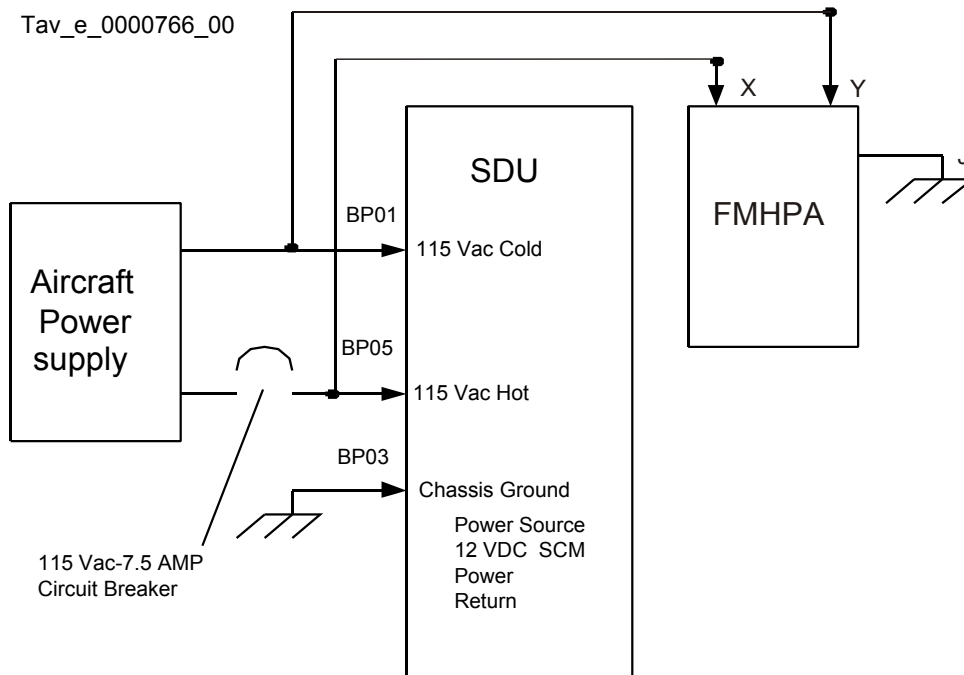 Tav_e_0000766_00
X
Y
SDU
FMHPA
BP01
115 Vac Cold
Aircraft
Power
supply
BP05
115 Vac Hot
BP03
Chassis Ground
Power Source
12 VDC SCM
Power
Return
115 Vac-7.5 AMP
Circuit Breaker